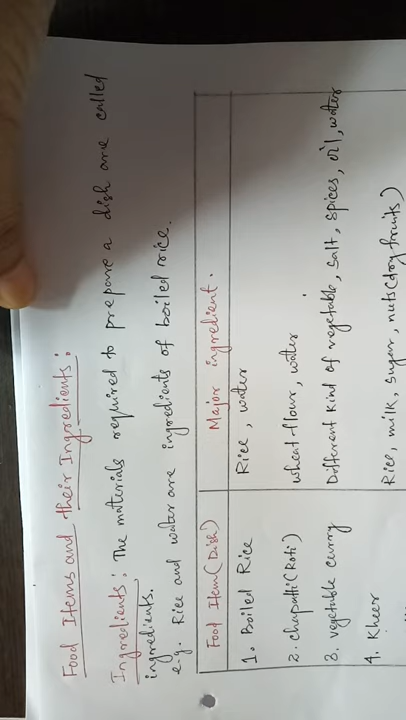 Food Items and their Ingredients:
Ingredients: The materials required to prepare a dish are called
ingredients.
e.g. Rice and water are ingredients of boiled rice.
Food Item (Dish) Major ingredient.
1. Boiled Rice Rice, water
2. chapatti (Roti) wheat flour, water
3. vegetable curry Different kind of vegetable, salt, spices, oil, water
4. Kheer Rice, milk, sugar, nuts (dry fruits)